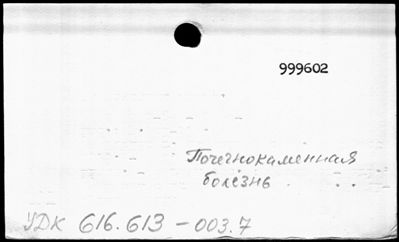 999602
Почечнокаменная
болезнь
УДК 616.613-003.7